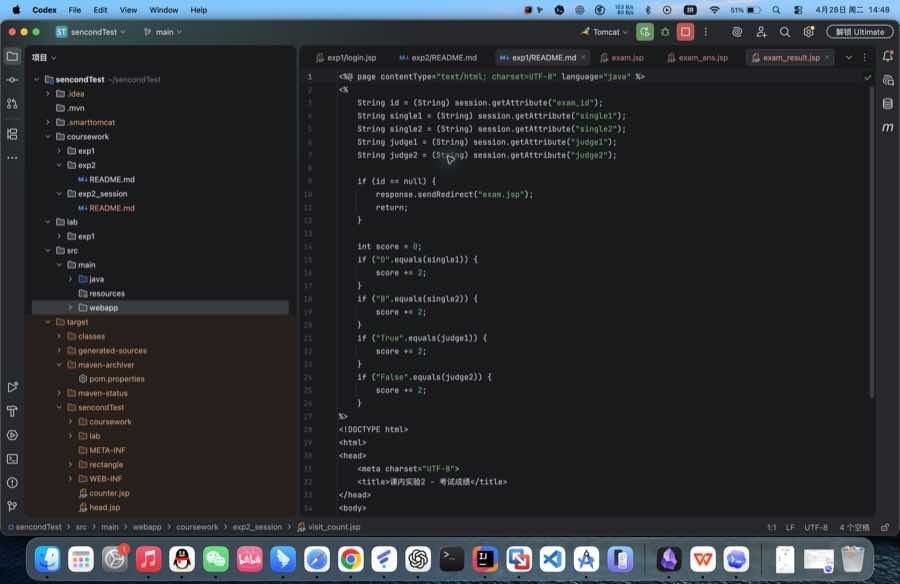 Codex File Edit View Window Help 51% 4月28日 周二 14:48
ST sencondTest main Tomcat 解锁 Ultimate
项目
exp1/login.jsp exp2/README.md exp1/README.md exam.jsp exam_ans.jsp exam_result.jsp
sencondTest ~/sencondTest
.idea
.mvn
.smarttomcat
coursework
exp1
exp2
README.md
exp2_session
README.md
lab
exp1
src
main
java
resources
webapp
target
classes
generated-sources
maven-archiver
pom.properties
maven-status
sencondTest
coursework
lab
META-INF
rectangle
WEB-INF
counter.jsp
head.jsp
1 <%@ page contentType="text/html; charset=UTF-8" language="java" %>
2 <%
3 String id = (String) session.getAttribute("exam_id");
4 String single1 = (String) session.getAttribute("single1");
5 String single2 = (String) session.getAttribute("single2");
6 String judge1 = (String) session.getAttribute("judge1");
7 String judge2 = (String) session.getAttribute("judge2");
8
9 if (id == null) {
10 response.sendRedirect("exam.jsp");
11 return;
12 }
13
14 int score = 0;
15 if ("D".equals(single1)) {
16 score += 2;
17 }
18 if ("B".equals(single2)) {
19 score += 2;
20 }
21 if ("True".equals(judge1)) {
22 score += 2;
23 }
24 if ("False".equals(judge2)) {
25 score += 2;
26 }
27 %>
28 <!DOCTYPE html>
29 <html>
30 <head>
31 <meta charset="UTF-8">
32 <title>课内实验2 - 考试成绩</title>
33 </head>
34 <body>
sencondTest > src > main > webapp > coursework > exp2_session > visit_count.jsp 1:1 LF UTF-8 4 个空格